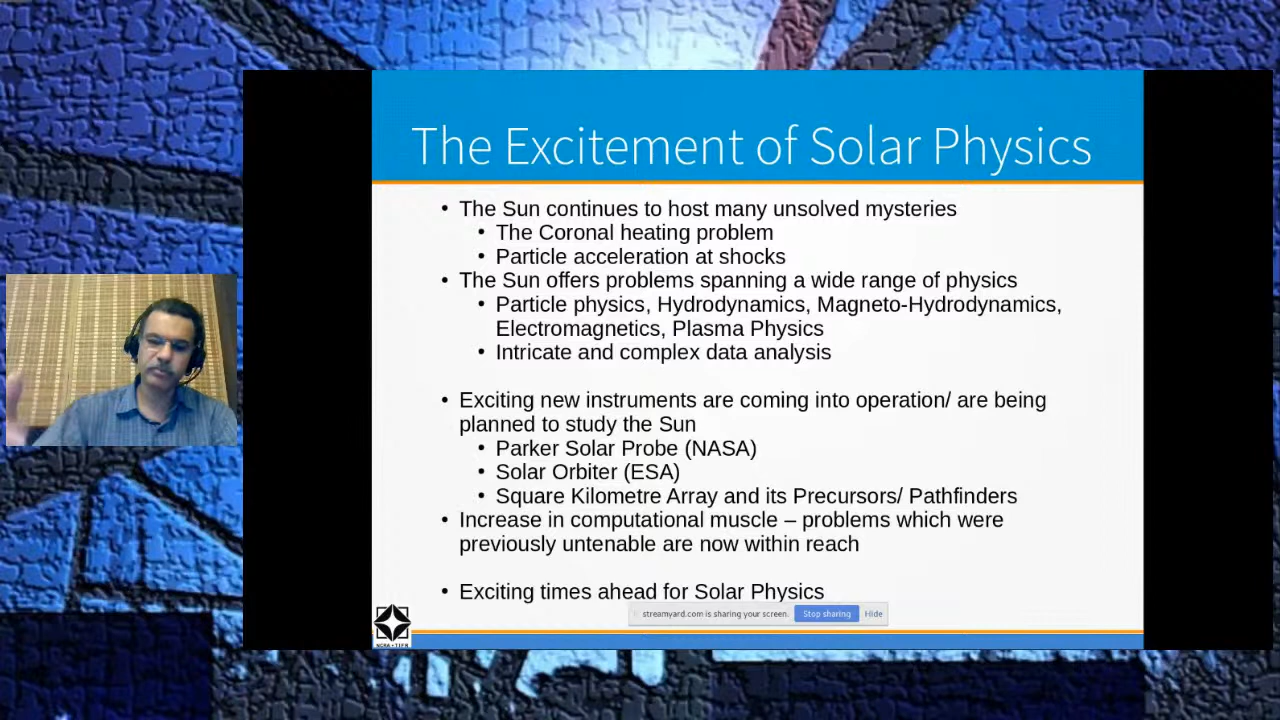 The Excitement of Solar Physics
• The Sun continues to host many unsolved mysteries
• The Coronal heating problem
• Particle acceleration at shocks
• The Sun offers problems spanning a wide range of physics
• Particle physics, Hydrodynamics, Magneto-Hydrodynamics,
Electromagnetics, Plasma Physics
• Intricate and complex data analysis
• Exciting new instruments are coming into operation/ are being
planned to study the Sun
• Parker Solar Probe (NASA)
• Solar Orbiter (ESA)
• Square Kilometre Array and its Precursors/ Pathfinders
• Increase in computational muscle – problems which were
previously untenable are now within reach
• Exciting times ahead for Solar Physics
streamyard.com is sharing your screen. Stop sharing Hide
NCRA • TIFR